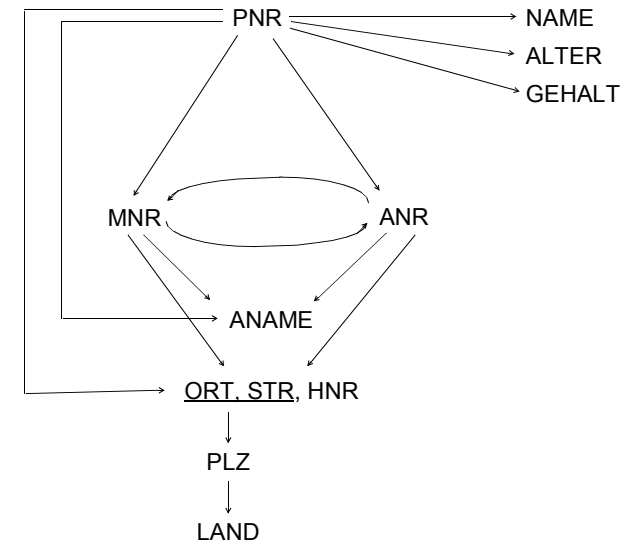 PNR NAME
ALTER
GEHALT
MNR ANR
ANAME
ORT, STR, HNR
PLZ
LAND